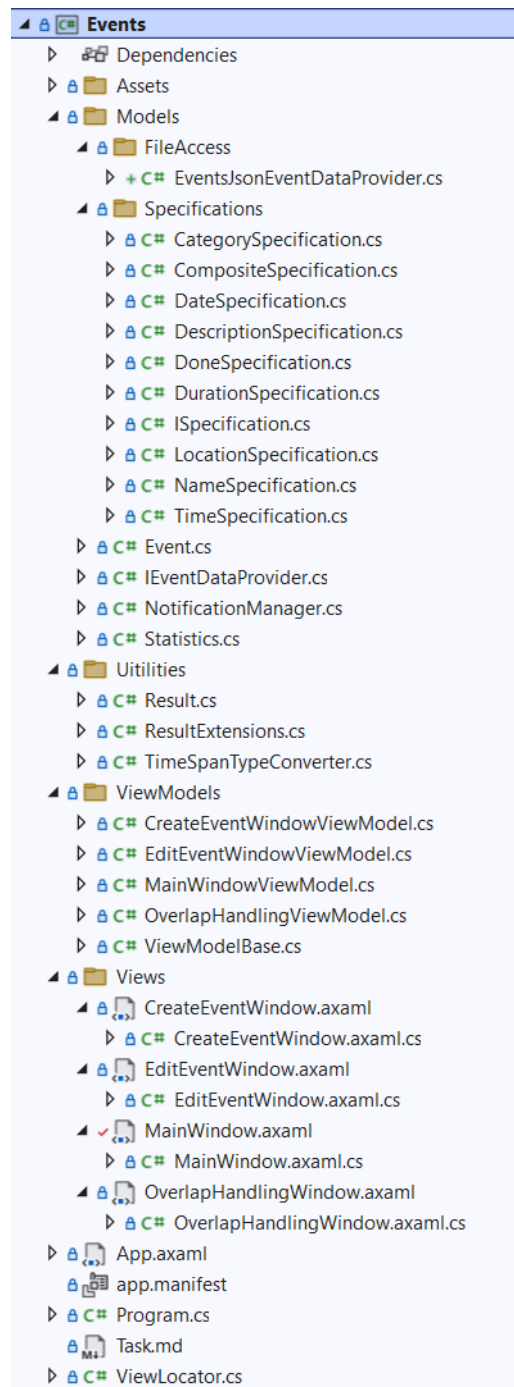 C# Events
Dependencies
Assets
Models
FileAccess
+ C# EventsJsonEventDataProvider.cs
Specifications
C# CategorySpecification.cs
C# CompositeSpecification.cs
C# DateSpecification.cs
C# DescriptionSpecification.cs
C# DoneSpecification.cs
C# DurationSpecification.cs
C# ISpecification.cs
C# LocationSpecification.cs
C# NameSpecification.cs
C# TimeSpecification.cs
C# Event.cs
C# IEventDataProvider.cs
C# NotificationManager.cs
C# Statistics.cs
Uitilities
C# Result.cs
C# ResultExtensions.cs
C# TimeSpanTypeConverter.cs
ViewModels
C# CreateEventWindowViewModel.cs
C# EditEventWindowViewModel.cs
C# MainWindowViewModel.cs
C# OverlapHandlingViewModel.cs
C# ViewModelBase.cs
Views
CreateEventWindow.axaml
C# CreateEventWindow.axaml.cs
EditEventWindow.axaml
C# EditEventWindow.axaml.cs
MainWindow.axaml
C# MainWindow.axaml.cs
OverlapHandlingWindow.axaml
C# OverlapHandlingWindow.axaml.cs
App.axaml
app.manifest
C# Program.cs
M↓ Task.md
C# ViewLocator.cs